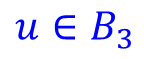 u ∈ B₃